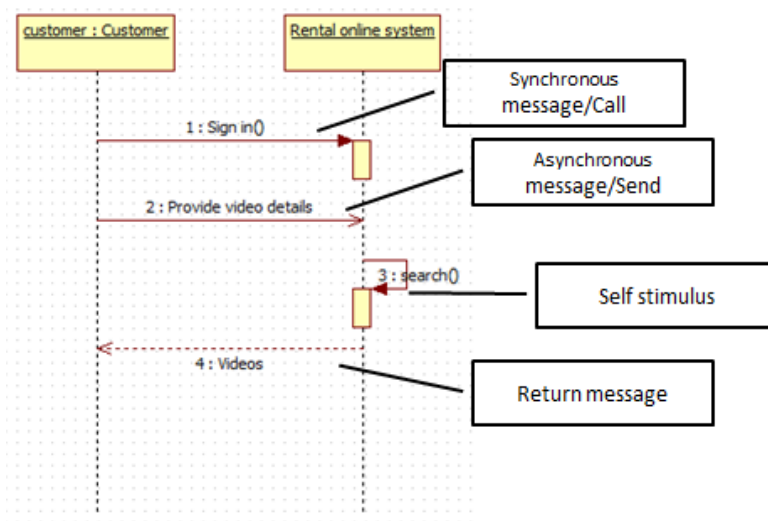 customer : Customer
Rental online system
Synchronous
message/Call
1 : Sign in()
Asynchronous
message/Send
2 : Provide video details
3 : search()
Self stimulus
4 : Videos
Return message